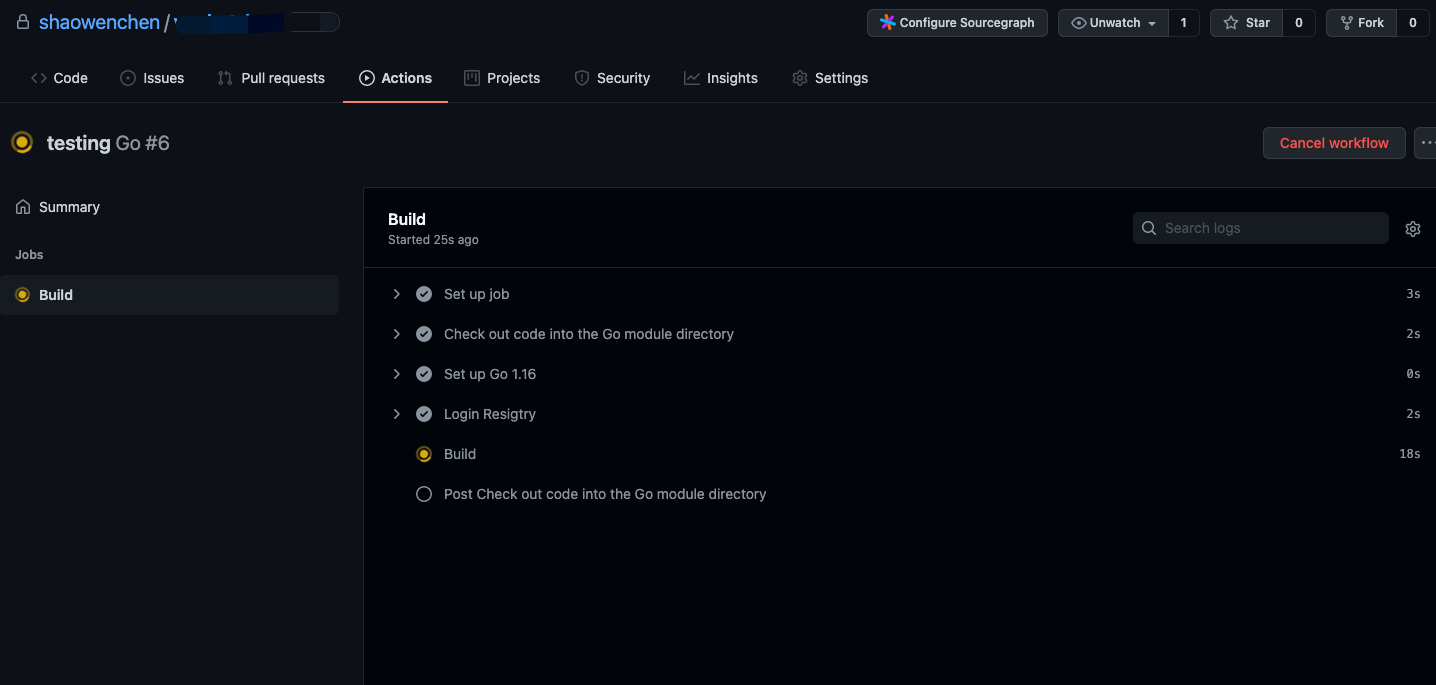 shaowenchen /
Configure Sourcegraph Unwatch 1 Star 0 Fork 0
Code Issues Pull requests Actions Projects Security Insights Settings
testing Go #6
Cancel workflow
Summary
Jobs
Build
Build
Started 25s ago
Search logs
Set up job 3s
Check out code into the Go module directory 2s
Set up Go 1.16 0s
Login Resigtry 2s
Build 18s
Post Check out code into the Go module directory